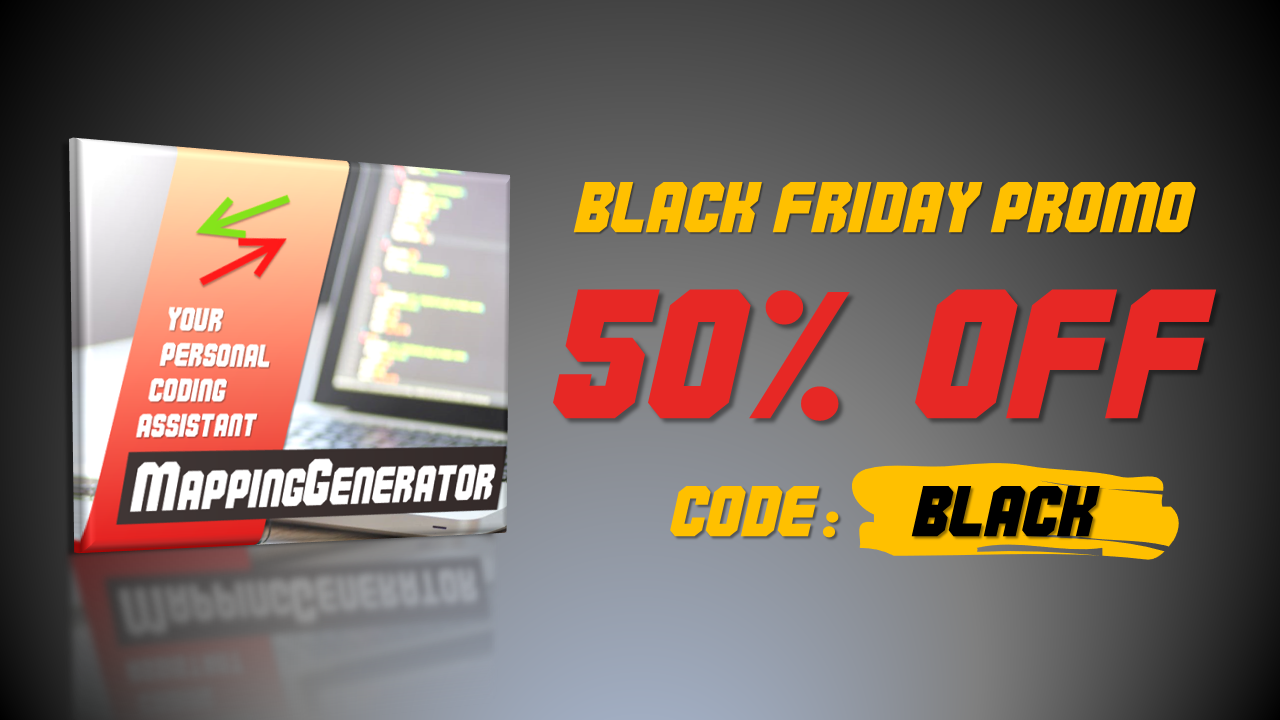 YOUR
PERSONAL
CODING
ASSISTANT
MAPPINGGENERATOR
BLACK FRIDAY PROMO
50% OFF
CODE: BLACK